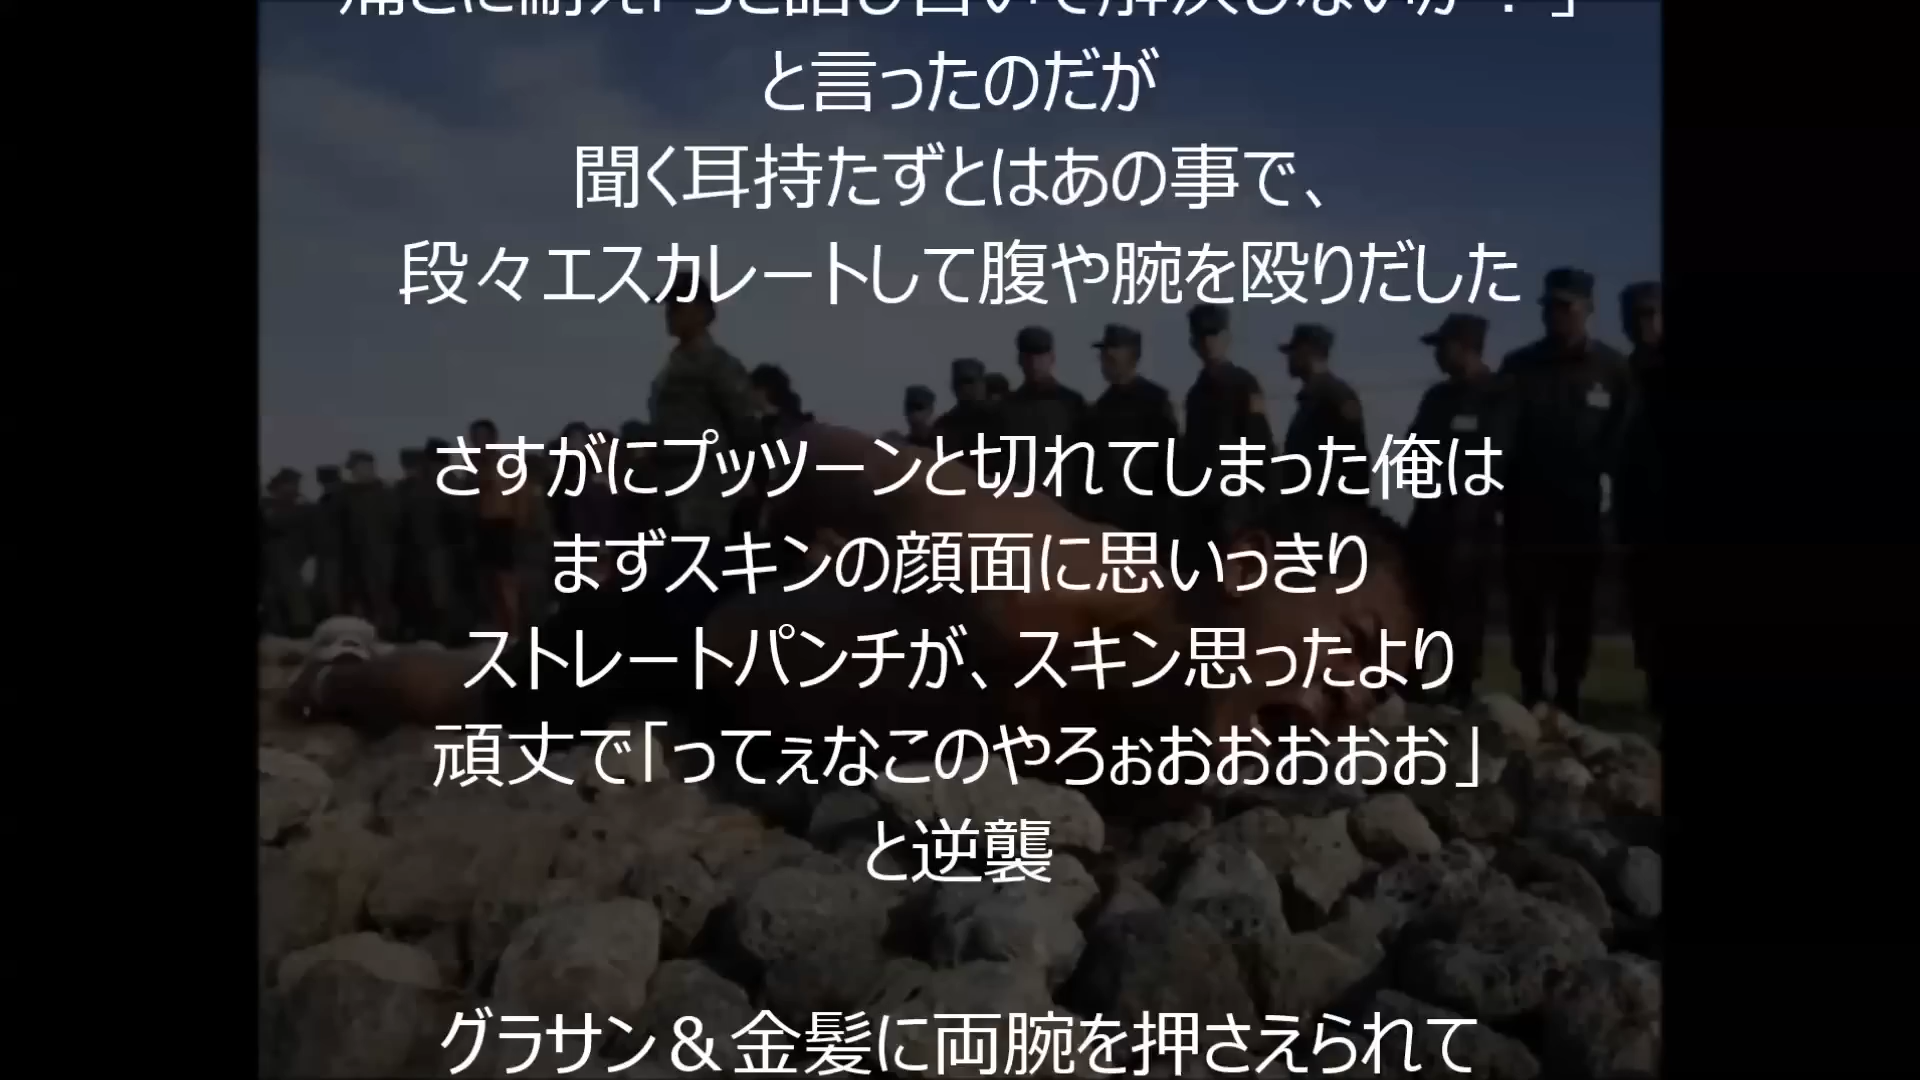 と言ったのだが
聞く耳持たずとはあの事で、
段々エスカレートして腹や腕を殴りだした
さすがにプッツーンと切れてしまった俺は
まずスキンの顔面に思いっきり
ストレートパンチが、スキン思ったより
頑丈で「ってぇなこのやろぉおおおおお」
と逆襲
グラサン＆金髪に両腕を押さえられて